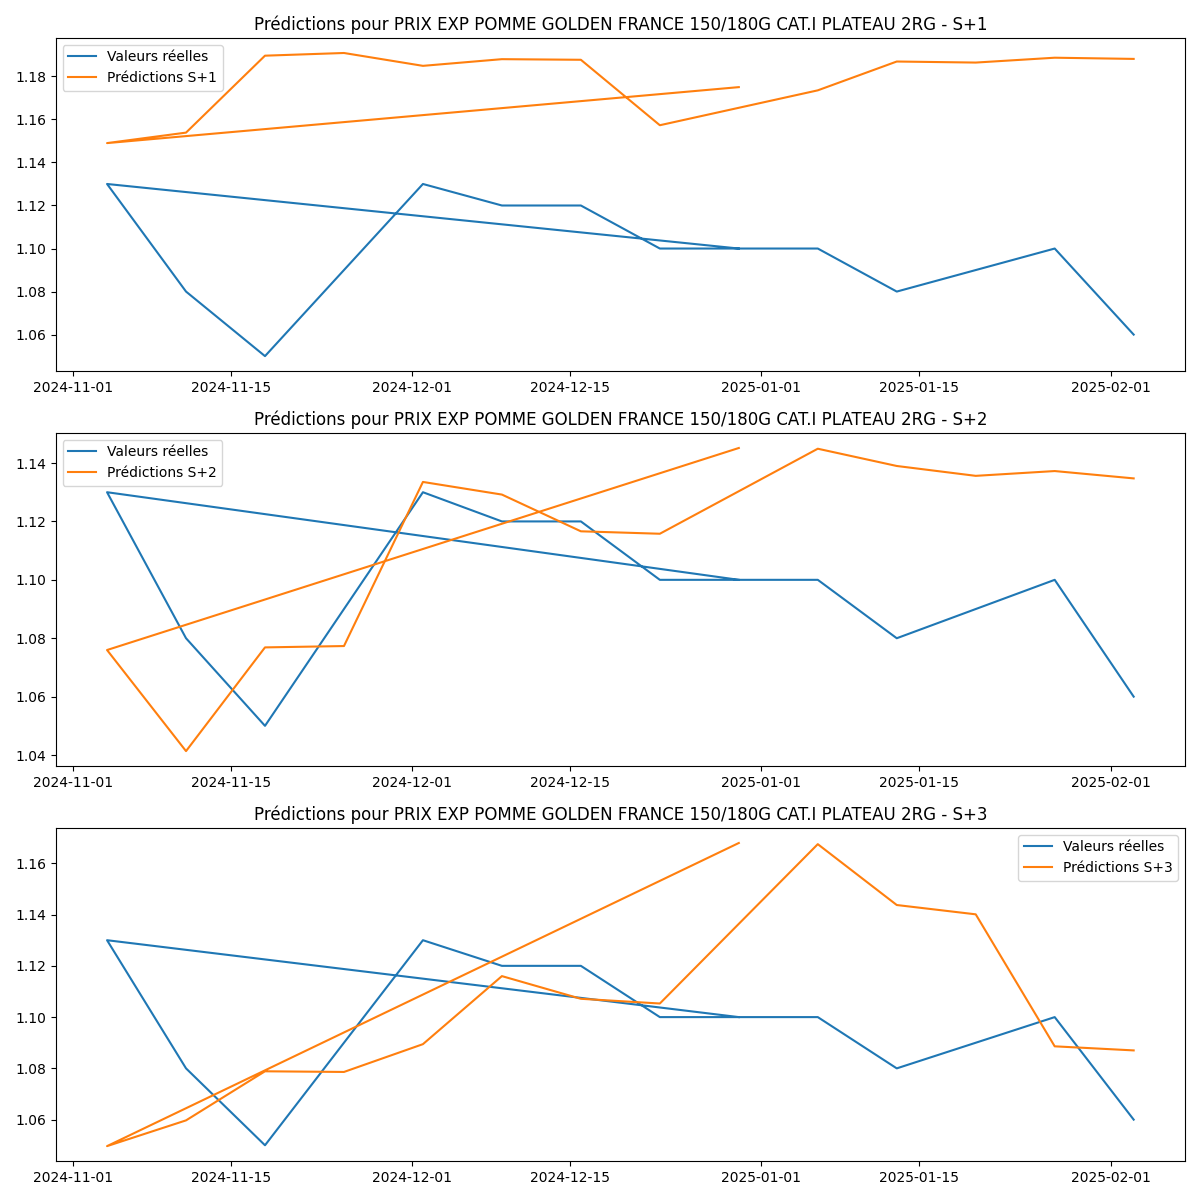 Prédictions pour PRIX EXP POMME GOLDEN FRANCE 150/180G CAT.I PLATEAU 2RG - S+1
Valeurs réelles
Prédictions S+1
1.18
1.16
1.14
1.12
1.10
1.08
1.06
2024-11-01 2024-11-15 2024-12-01 2024-12-15 2025-01-01 2025-01-15 2025-02-01
Prédictions pour PRIX EXP POMME GOLDEN FRANCE 150/180G CAT.I PLATEAU 2RG - S+2
Valeurs réelles
Prédictions S+2
1.14
1.12
1.10
1.08
1.06
1.04
2024-11-01 2024-11-15 2024-12-01 2024-12-15 2025-01-01 2025-01-15 2025-02-01
Prédictions pour PRIX EXP POMME GOLDEN FRANCE 150/180G CAT.I PLATEAU 2RG - S+3
Valeurs réelles
Prédictions S+3
1.16
1.14
1.12
1.10
1.08
1.06
2024-11-01 2024-11-15 2024-12-01 2024-12-15 2025-01-01 2025-01-15 2025-02-01